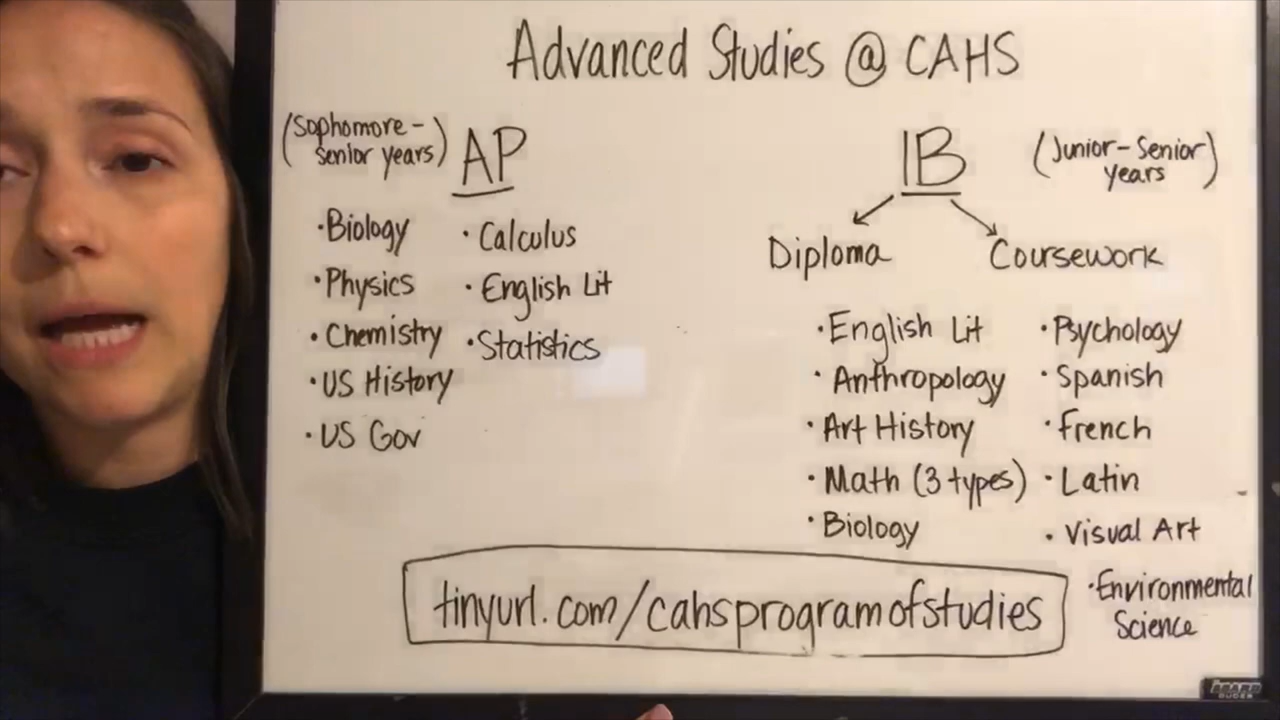 Advanced Studies @ CAHS
(Sophomore-
senior years)
AP
• Biology
• Physics
• Chemistry
• US History
• US Gov
• Calculus
• English Lit
• Statistics
IB
(Junior-Senior
years)
Diploma
Coursework
• English Lit
• Anthropology
• Art History
• Math (3 types)
• Biology
• Psychology
• Spanish
• French
• Latin
• Visual Art
• Environmental
Science
tinyurl.com/cahsprogramofstudies